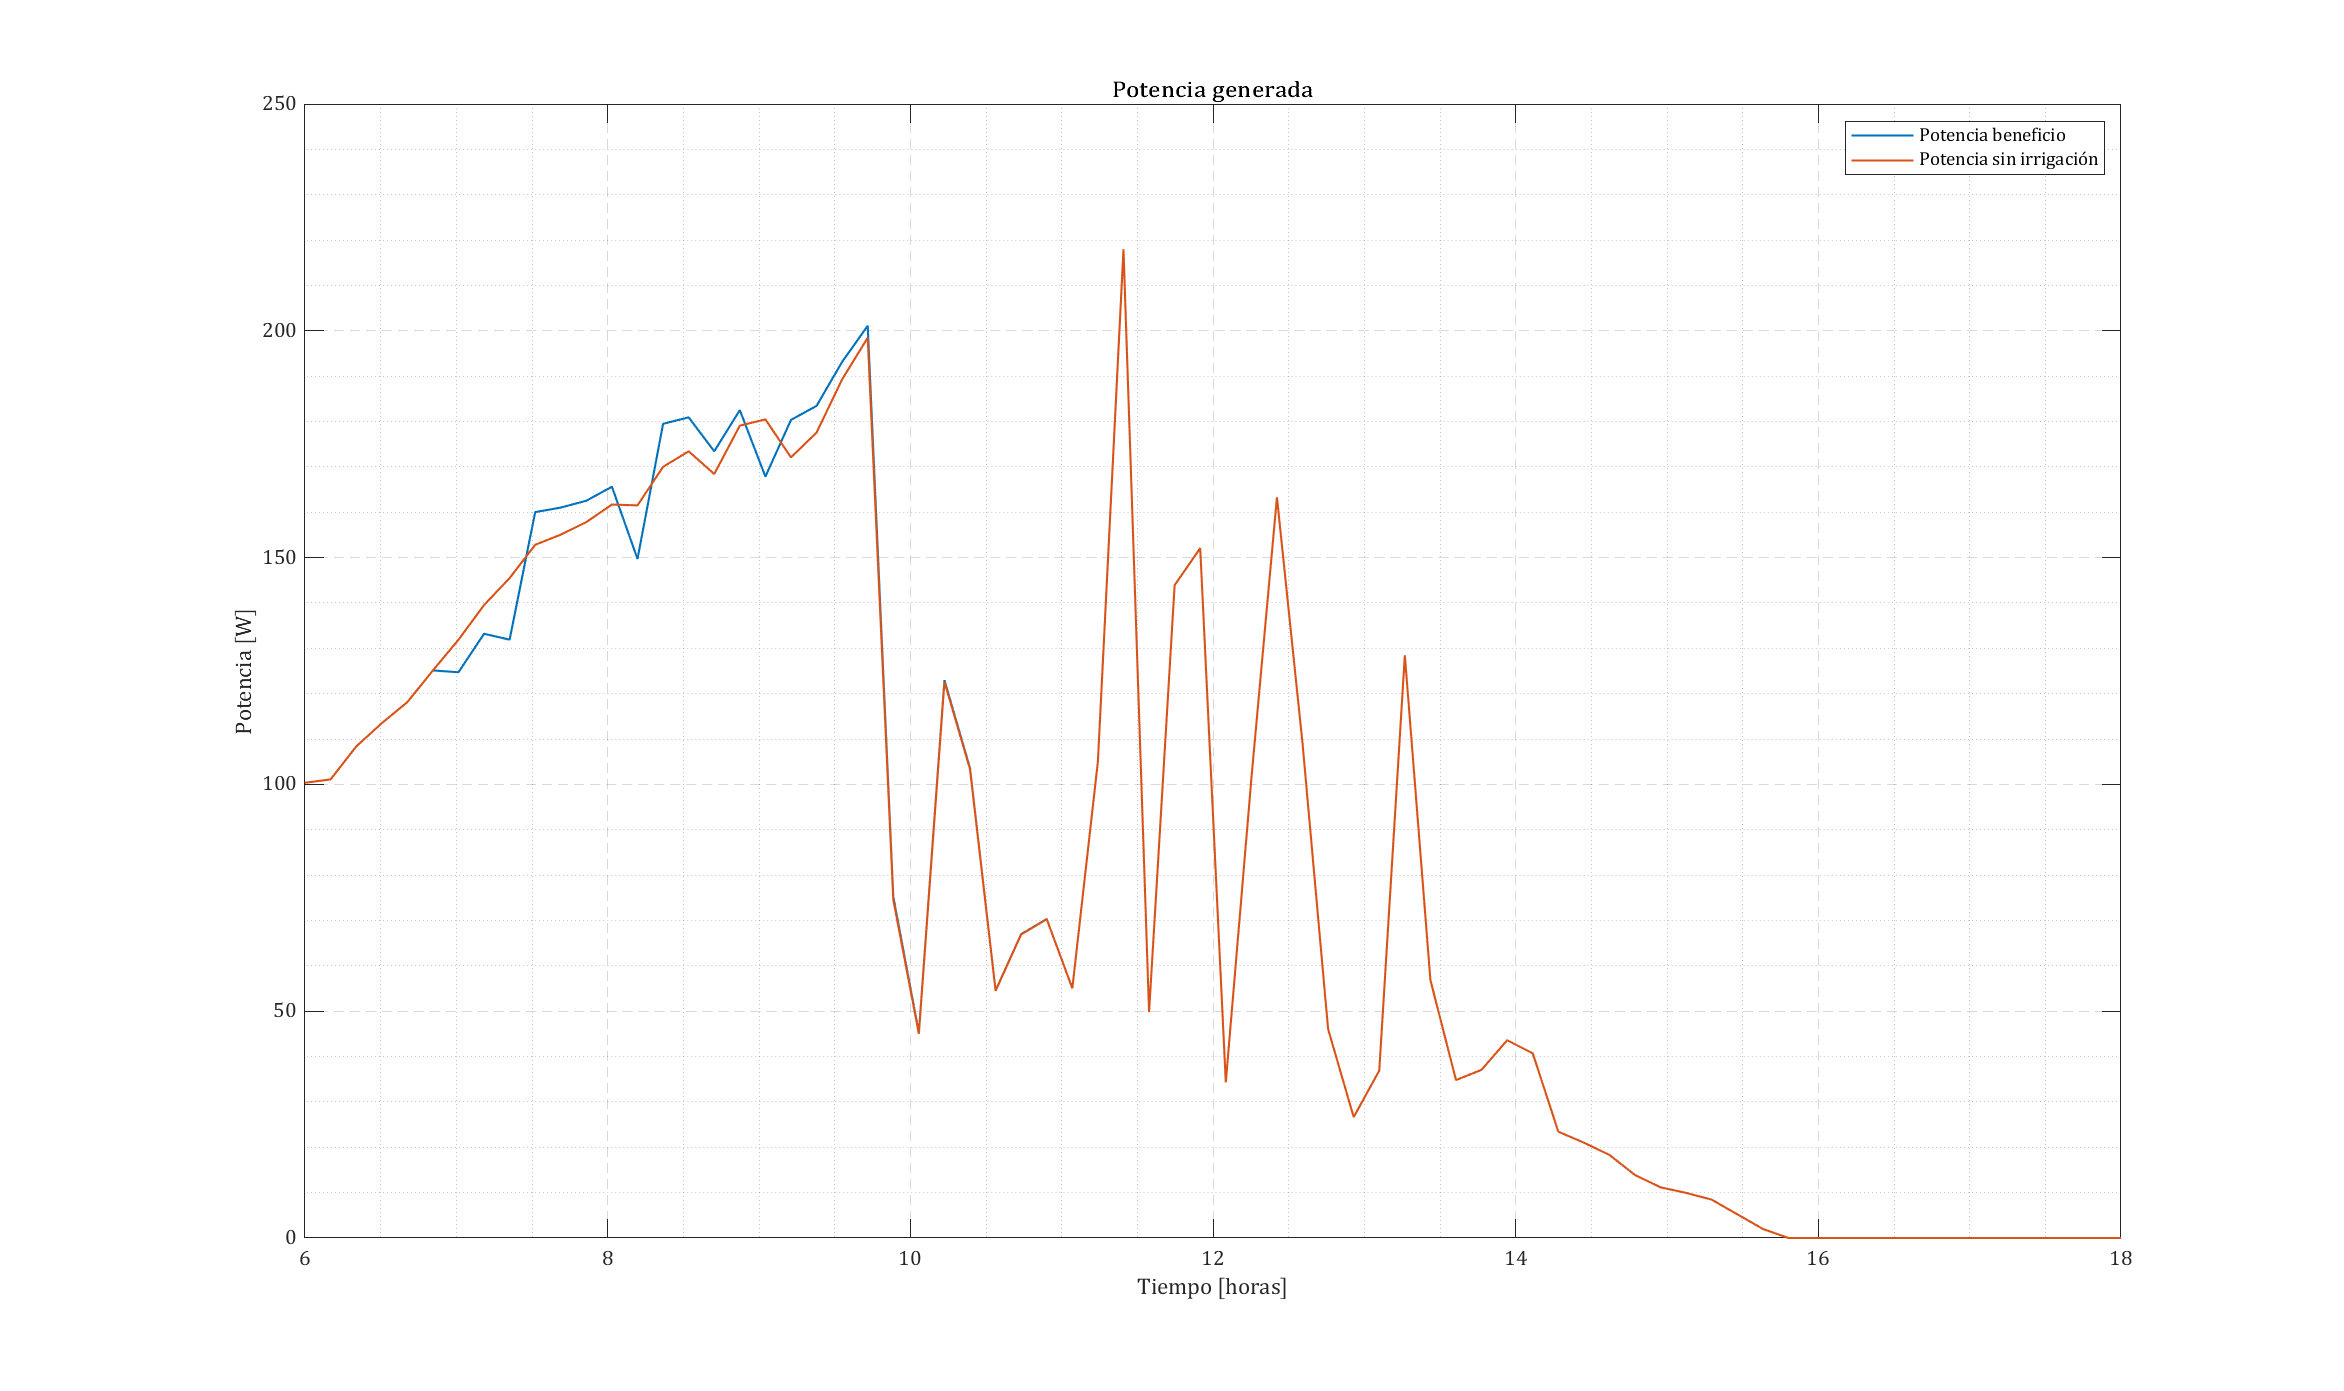 Potencia generada
250
200
150
100
50
0
Potencia [W]
6 8 10 12 14 16 18
Tiempo [horas]
Potencia beneficio
Potencia sin irrigación